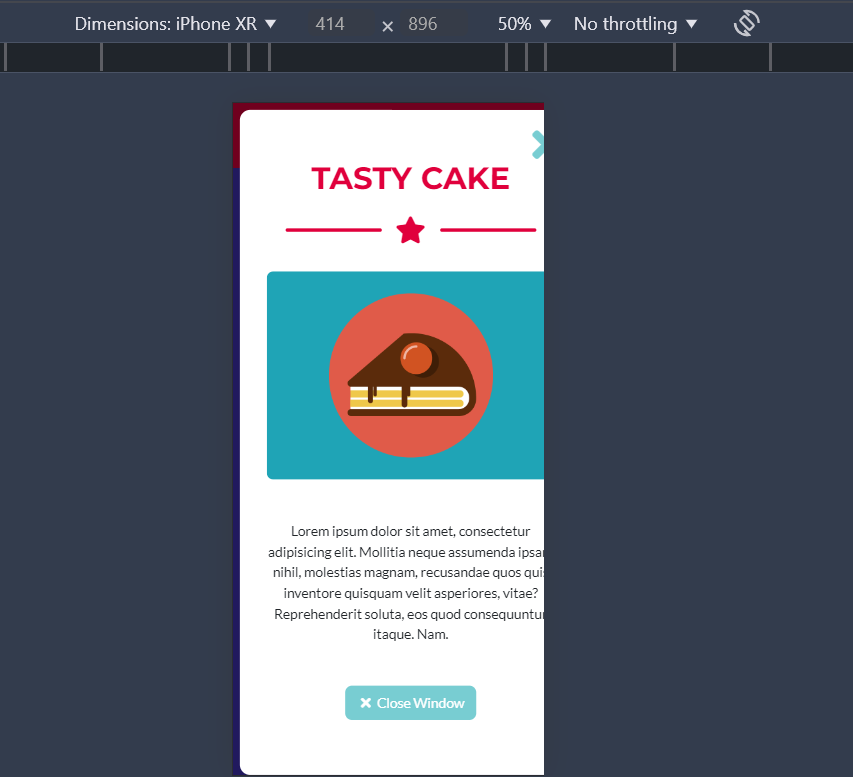 Dimensions: iPhone XR 414 × 896 50% No throttling
TASTY CAKE
Lorem ipsum dolor sit amet, consectetur
adipisicing elit. Mollitia neque assumenda ipsa
nihil, molestias magnam, recusandae quos quis
inventore quisquam velit asperiores, vitae?
Reprehenderit soluta, eos quod consequuntur
itaque. Nam.
Close Window